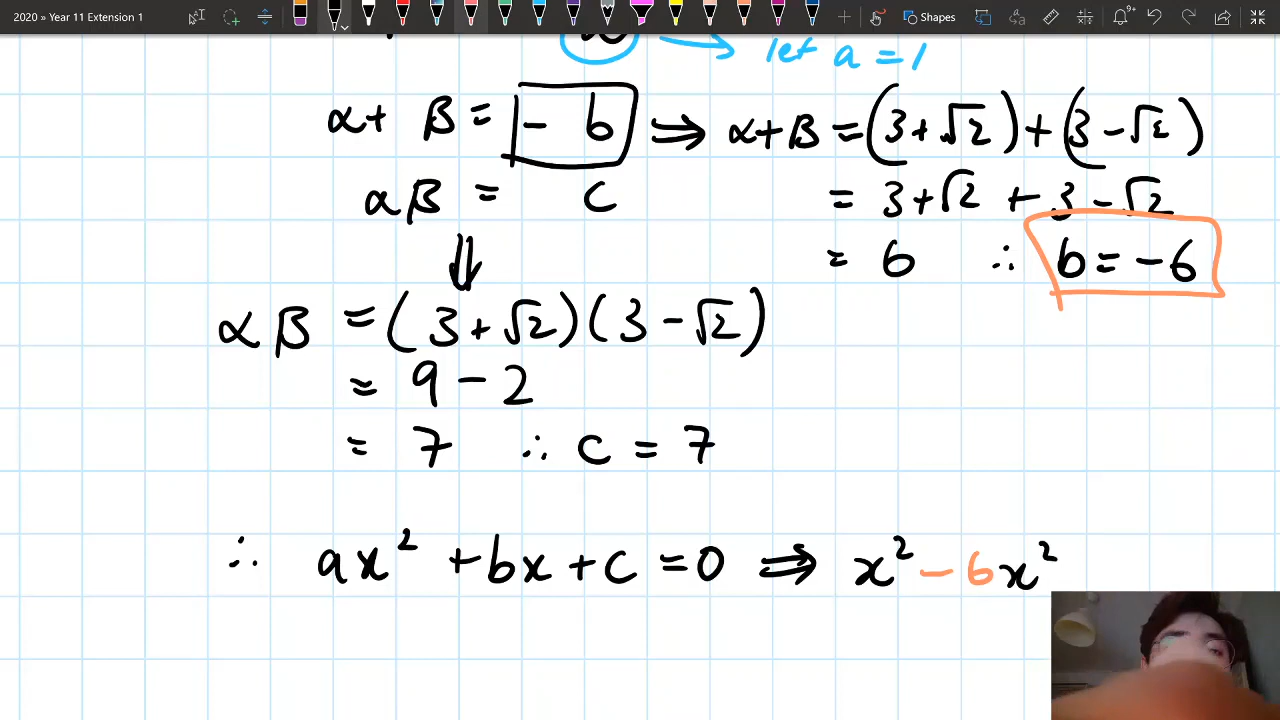 2020 » Year 11 Extension 1
Shapes
9+
let a = 1
α + β = - b ⇒ α + β = (3 + √2) + (3 - √2)
αβ = c
= 3 + √2 + 3 - √2
= 6 ∴ b = -6
⇓
αβ = (3 + √2)(3 - √2)
= 9 - 2
= 7 ∴ c = 7
∴ ax² + bx + c = 0 ⇒ x² - 6x²